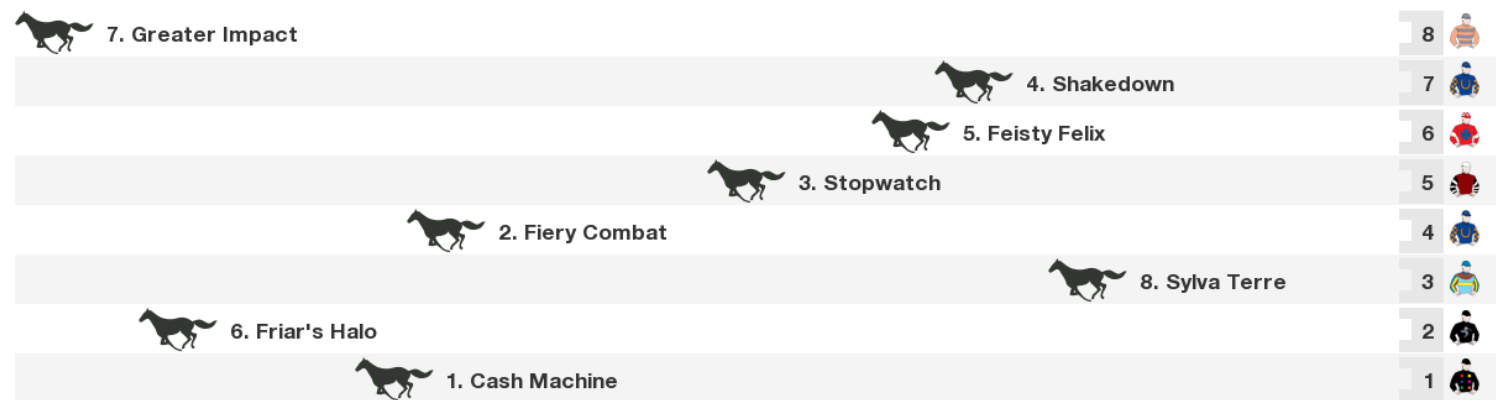 7. Greater Impact 8
4. Shakedown 7
5. Feisty Felix 6
3. Stopwatch 5
2. Fiery Combat 4
8. Sylva Terre 3
6. Friar's Halo 2
1. Cash Machine 1